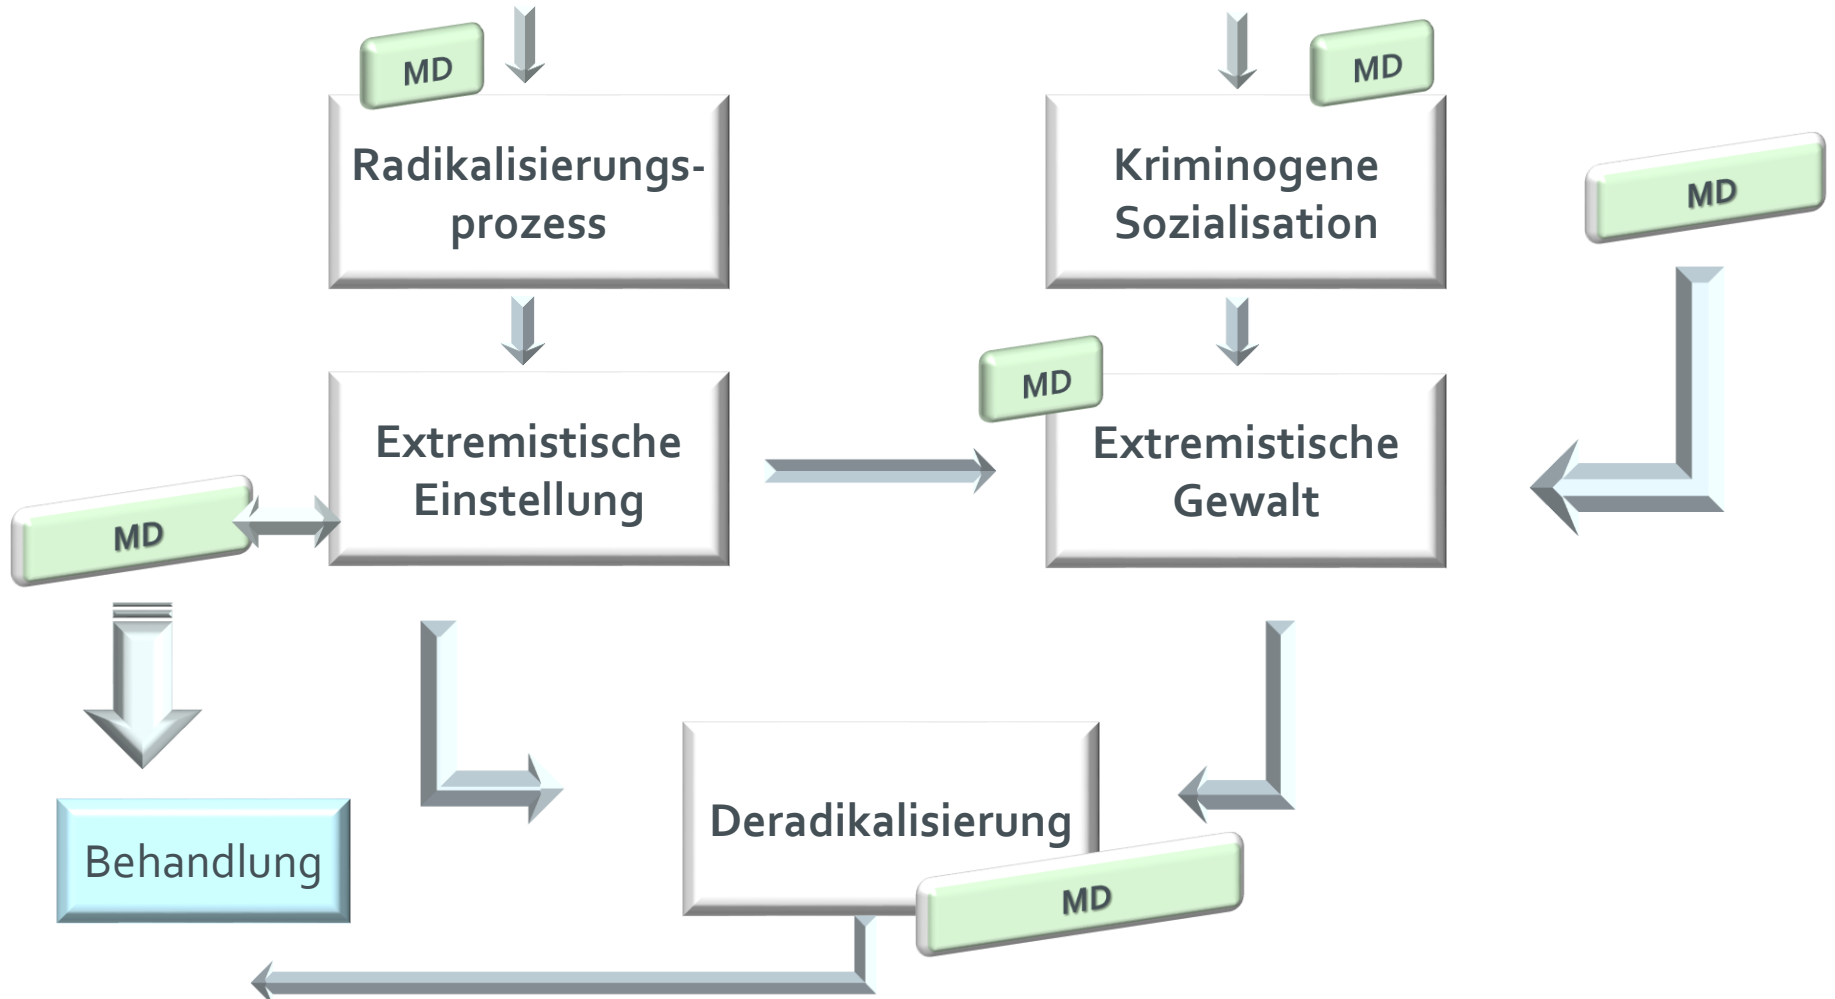 MD
MD
Radikalisierungs-
prozess
Kriminogene
Sozialisation
MD
MD
Extremistische
Einstellung
Extremistische
Gewalt
MD
Deradikalisierung
Behandlung
MD